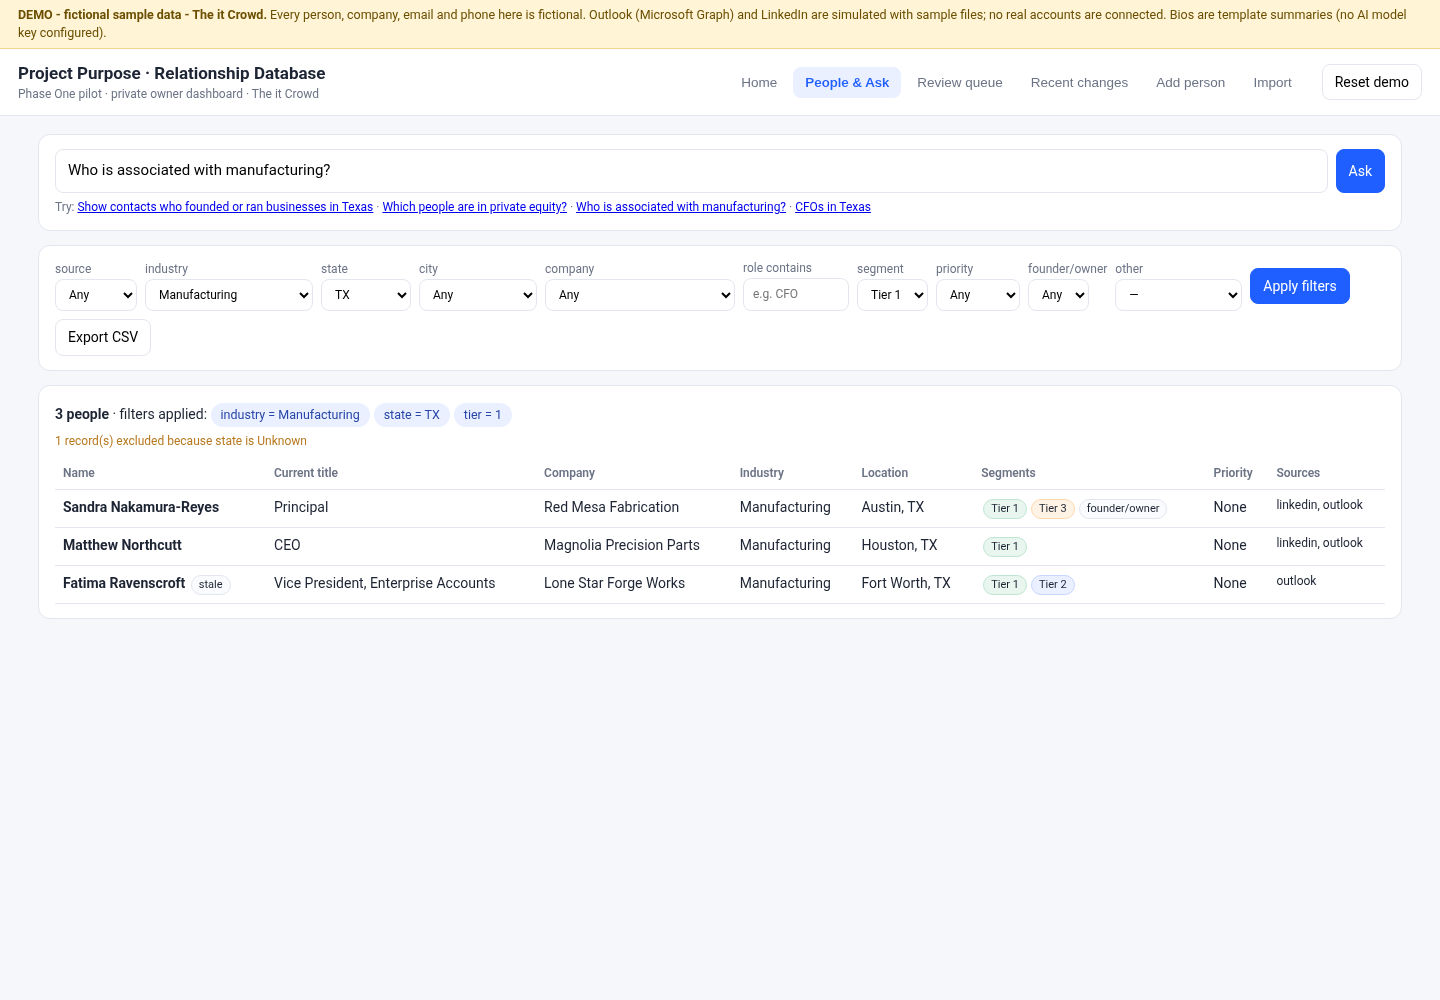 DEMO - fictional sample data - The it Crowd. Every person, company, email and phone here is fictional. Outlook (Microsoft Graph) and LinkedIn are simulated with sample files; no real accounts are connected. Bios are template summaries (no AI model
key configured).
Project Purpose · Relationship Database
Phase One pilot · private owner dashboard · The it Crowd
Home People & Ask Review queue Recent changes Add person Import Reset demo
Who is associated with manufacturing? Ask
Try: Show contacts who founded or ran businesses in Texas · Which people are in private equity? · Who is associated with manufacturing? · CFOs in Texas
source industry state city company role contains segment priority founder/owner other
Any Manufacturing TX Any Any e.g. CFO Tier 1 Any Any — Apply filters
Export CSV
3 people · filters applied: industry = Manufacturing state = TX tier = 1
1 record(s) excluded because state is Unknown
Name Current title Company Industry Location Segments Priority Sources
Sandra Nakamura-Reyes Principal Red Mesa Fabrication Manufacturing Austin, TX Tier 1 Tier 3 founder/owner None linkedin, outlook
Matthew Northcutt CEO Magnolia Precision Parts Manufacturing Houston, TX Tier 1 None linkedin, outlook
Fatima Ravenscroft stale Vice President, Enterprise Accounts Lone Star Forge Works Manufacturing Fort Worth, TX Tier 1 Tier 2 None outlook